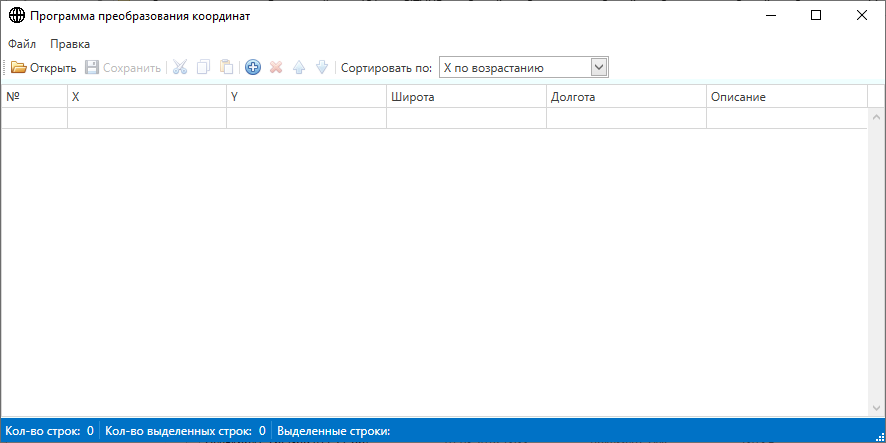 Программа преобразования координат
Файл Правка
Открыть Сохранить Сортировать по: X по возрастанию
№ X Y Широта Долгота Описание
Кол-во строк: 0 Кол-во выделенных строк: 0 Выделенные строки: